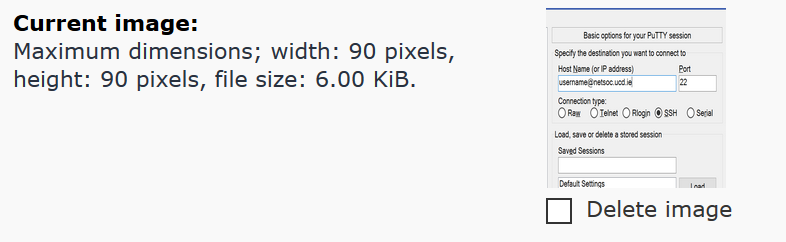 Current image:
Maximum dimensions; width: 90 pixels,
height: 90 pixels, file size: 6.00 KiB.
Basic options for your PuTTY session
Specify the destination you want to connect to
Host Name (or IP address) Port
username@netsoc.ucd.ie 22
Connection type:
Raw Telnet Rlogin SSH Serial
Load, save or delete a stored session
Saved Sessions
Default Settings Load
Delete image